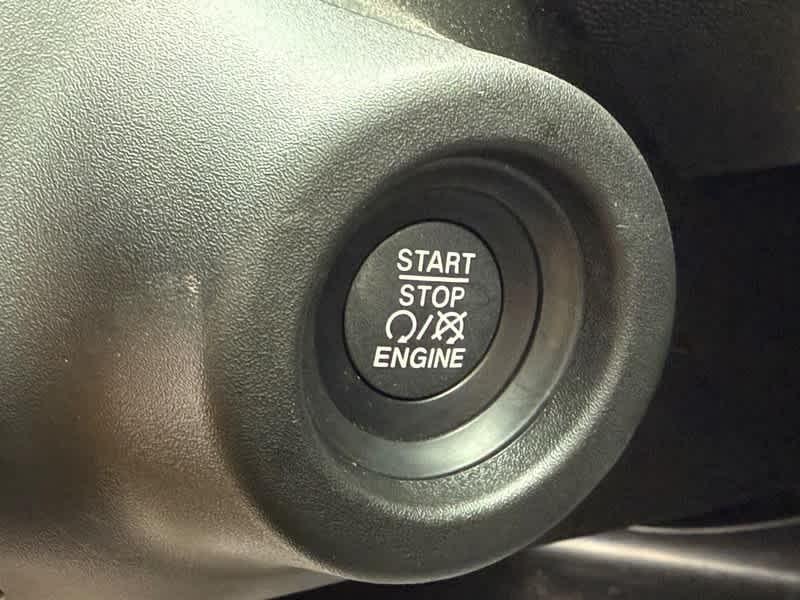 START
STOP
/
ENGINE